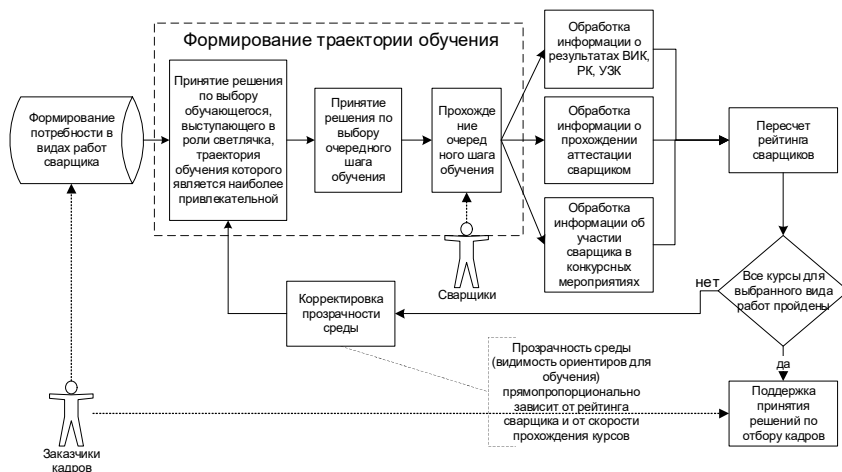 Формирование траектории обучения
Формирование
потребности в
видах работ
сварщика
Принятие решения
по выбору
обучающегося,
выступающего в
роли светлячка,
траектория
обучения которого
является наиболее
привлекательной
Принятие
решения по
выбору
очередного
шага
обучения
Прохожде
ние
очеред
ного шага
обучения
Обработка
информации о
результатах ВИК,
РК, УЗК
Обработка
информации о
прохождении
аттестации
сварщиком
Обработка
информации об
участии
сварщика в
конкурсных
мероприятиях
Пересчет
рейтинга
сварщиков
Все курсы для
выбранного вида
работ пройдены
нет
да
Сварщики
Корректировка
прозрачности
среды
Прозрачность среды
(видимость ориентиров для
обучения)
прямопропорционально
зависит от рейтинга
сварщика и от скорости
прохождения курсов
Поддержка
принятия
решений по
отбору кадров
Заказчики
кадров